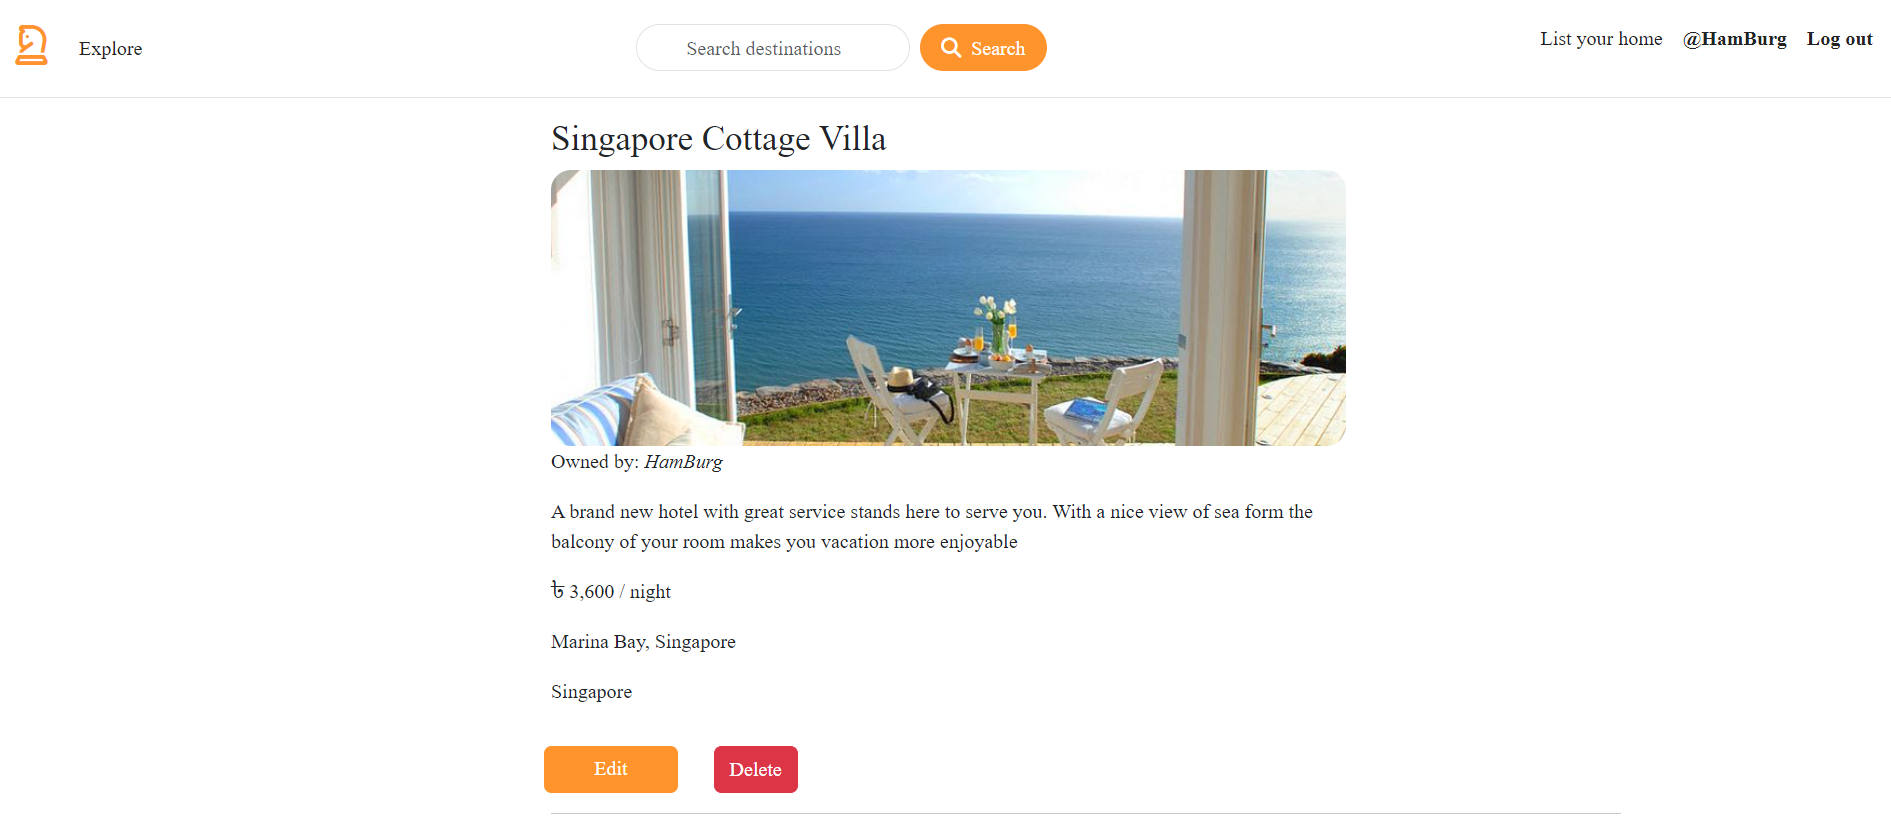 Explore
Search destinations
Search
List your home
@HamBurg
Log out
Singapore Cottage Villa
Owned by: HamBurg
A brand new hotel with great service stands here to serve you. With a nice view of sea form the
balcony of your room makes you vacation more enjoyable
৳ 3,600 / night
Marina Bay, Singapore
Singapore
Edit
Delete